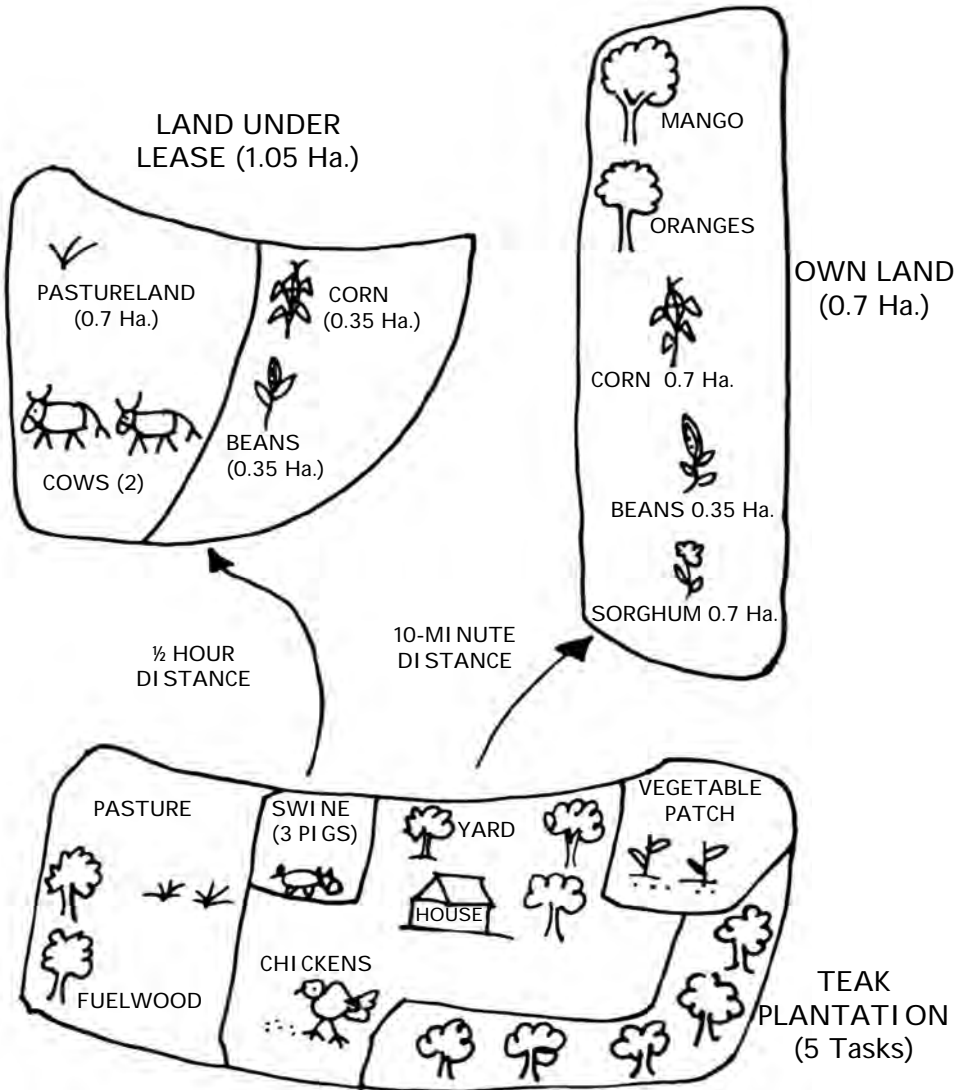 LAND UNDER
LEASE (1.05 Ha.)
PASTURELAND
(0.7 Ha.)
COWS (2)
CORN
(0.35 Ha.)
BEANS
(0.35 Ha.)
MANGO
ORANGES
CORN 0.7 Ha.
BEANS 0.35 Ha.
SORGHUM 0.7 Ha.
OWN LAND
(0.7 Ha.)
½ HOUR
DISTANCE
10-MINUTE
DISTANCE
PASTURE
FUELWOOD
SWINE
(3 PIGS)
YARD
HOUSE
CHICKENS
VEGETABLE
PATCH
TEAK
PLANTATION
(5 Tasks)